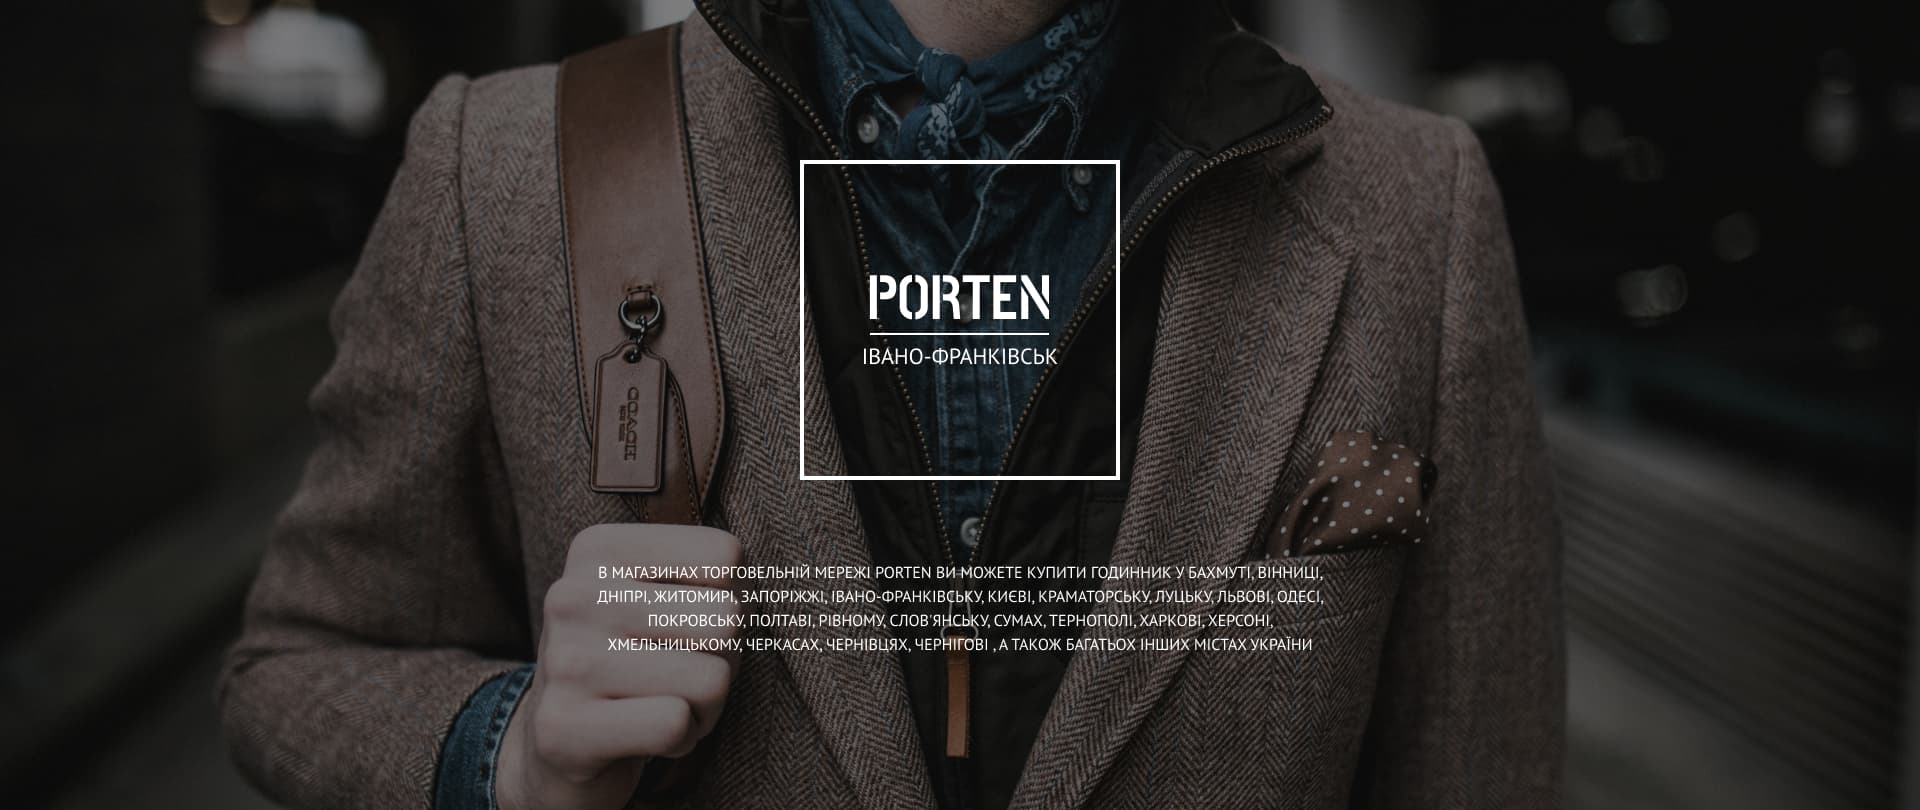 PORTEN
ІВАНО-ФРАНКІВСЬК
COACH
В МАГАЗИНАХ ТОРГОВЕЛЬНІЙ МЕРЕЖІ PORTEN ВИ МОЖЕТЕ КУПИТИ ГОДИННИК У БАХМУТІ, ВІННИЦІ,
ДНІПРІ, ЖИТОМИРІ, ЗАПОРІЖЖІ, ІВАНО-ФРАНКІВСЬКУ, КИЄВІ, КРАМАТОРСЬКУ, ЛУЦЬКУ, ЛЬВОВІ, ОДЕСІ,
ПОКРОВСЬКУ, ПОЛТАВІ, РІВНОМУ, СЛОВ'ЯНСЬКУ, СУМАХ, ТЕРНОПОЛІ, ХАРКОВІ, ХЕРСОНІ,
ХМЕЛЬНИЦЬКОМУ, ЧЕРКАСАХ, ЧЕРНІВЦЯХ, ЧЕРНІГОВІ , А ТАКОЖ БАГАТЬОХ ІНШИХ МІСТАХ УКРАЇНИ